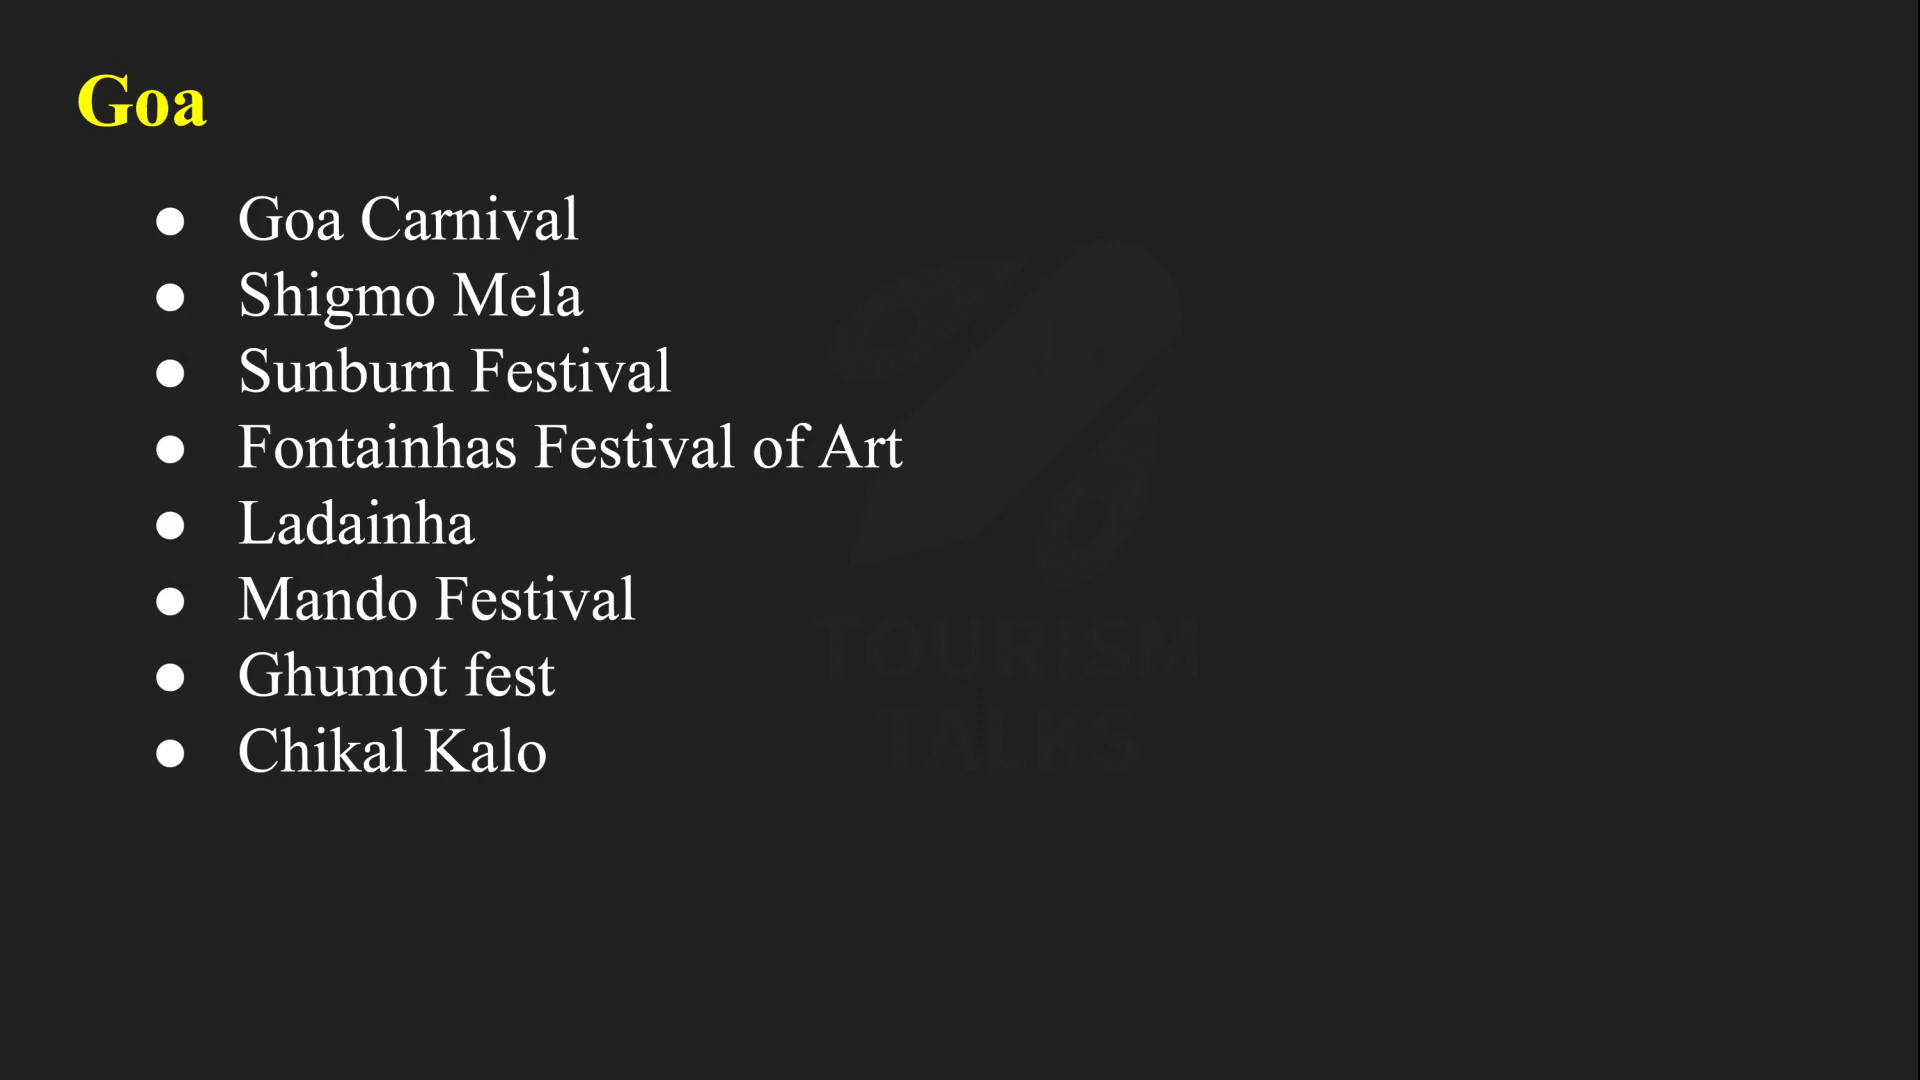 Goa
● Goa Carnival
● Shigmo Mela
● Sunburn Festival
● Fontainhas Festival of Art
● Ladainha
● Mando Festival
● Ghumot fest
● Chikal Kalo
TOURISM
TALKS